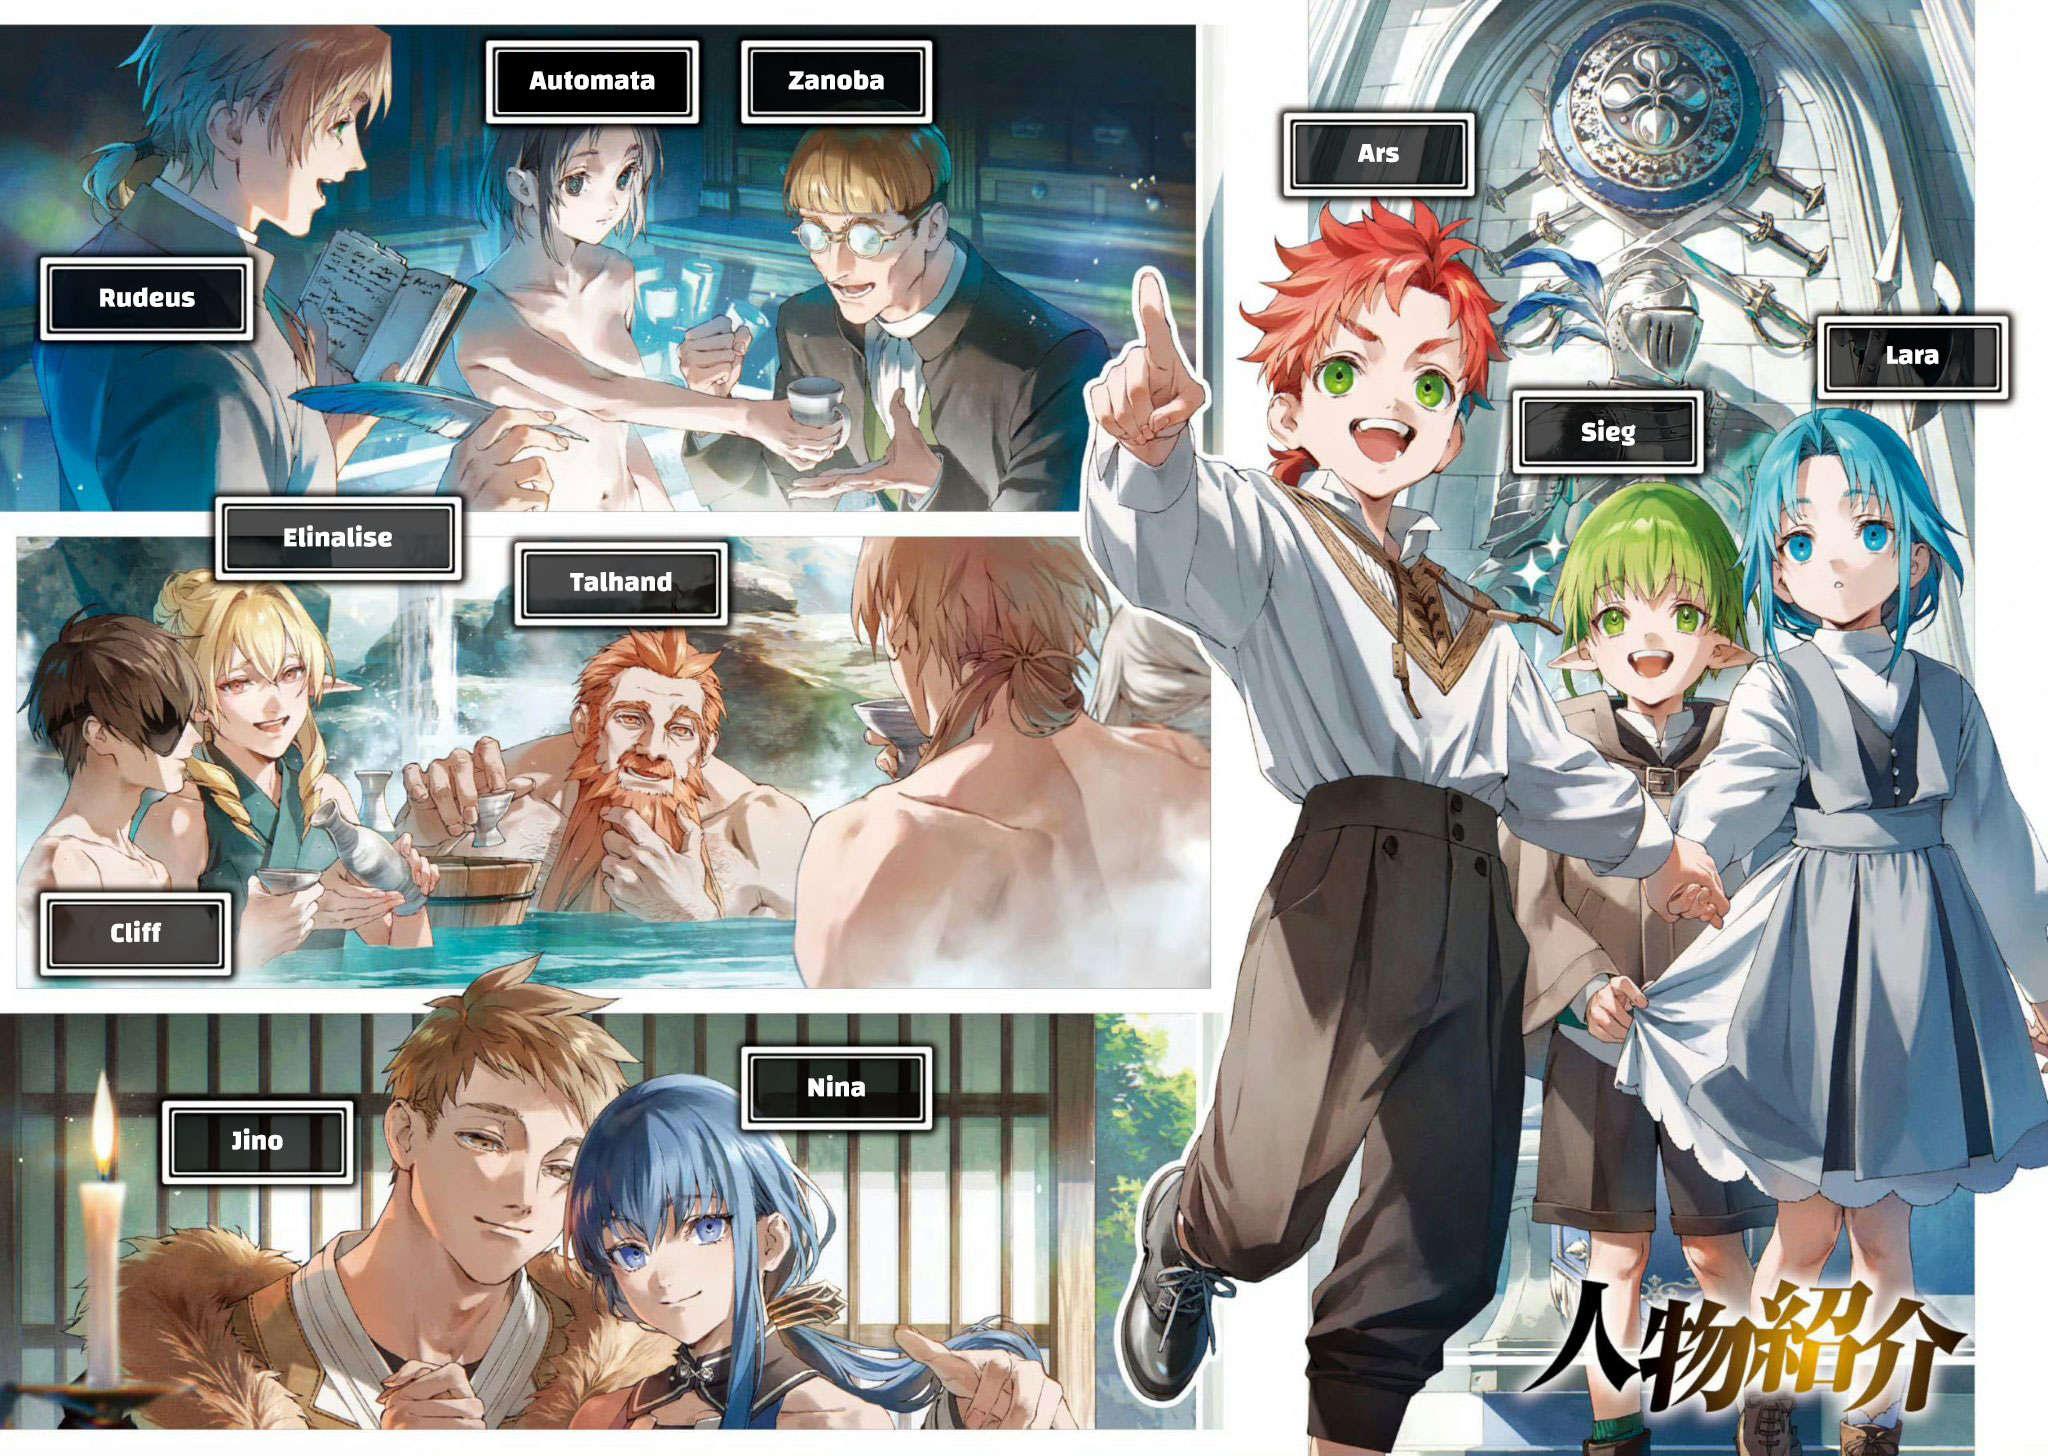 Automata
Zanoba
Rudeus
Elinalise
Talhand
Cliff
Jino
Nina
Ars
Lara
Sieg
人物紹介